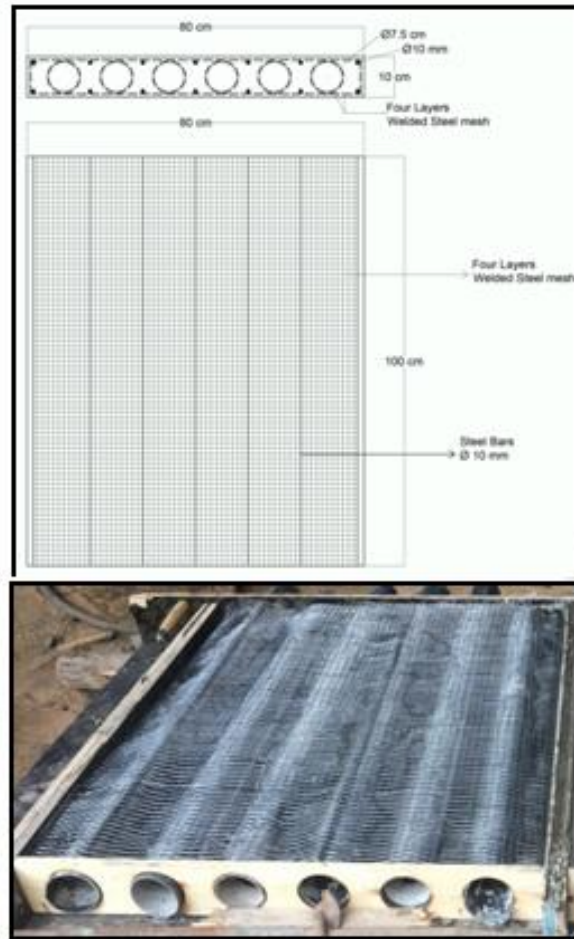 80 cm
Ø7.5 cm
Ø10 mm
10 cm
Four Layers
Welded Steel mesh
80 cm
Four Layers
Welded Steel mesh
100 cm
Steel Bars
Ø 10 mm